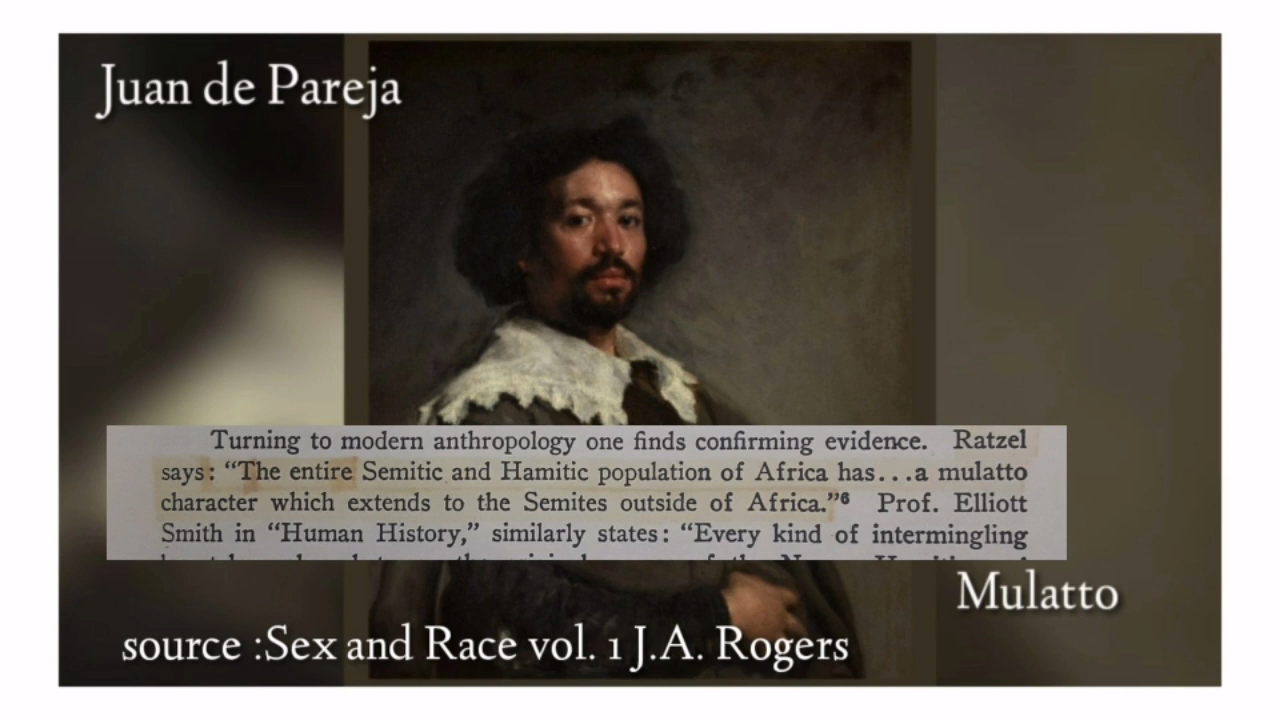 Juan de Pareja
Turning to modern anthropology one finds confirming evidence. Ratzel
says: “The entire Semitic and Hamitic population of Africa has...a mulatto
character which extends to the Semites outside of Africa.”⁶ Prof. Elliott
Smith in “Human History,” similarly states: “Every kind of intermingling
Mulatto
source :Sex and Race vol. 1 J.A. Rogers